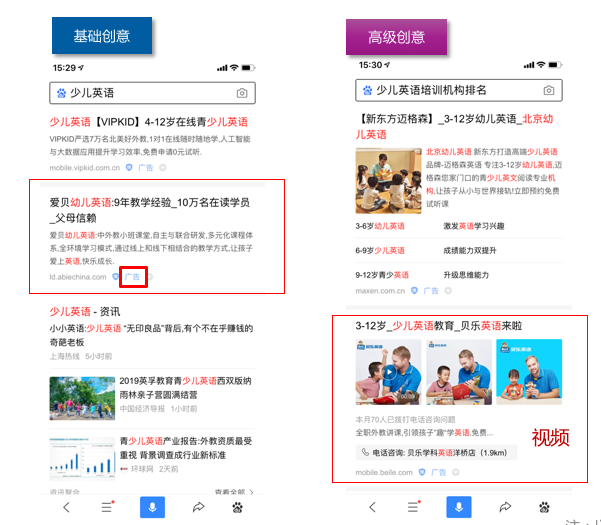 基础创意
15:29
少儿英语
少儿英语【VIPKID】4-12岁在线青少儿英语
VIPKID严选7万名北美好外教,1对1在线随时随地学,人工智能
与大数据应用提升学习效率,免费申请0元试听.
mobile.vipkid.com.cn 广告
爱贝幼儿英语:9年教学经验_10万名在读学员
_父母信赖
爱贝幼儿英语:中外教小班课堂,自主与联合研发,多元化课程体
系,全环境学习模式,通过线上和线下相结合的教学方式,让孩子
爱上英语,快乐成长.
ld.abiechina.com 广告
少儿英语 - 资讯
小小英语:少儿英语 “无印良品”背后,有个不在乎赚钱的
奇葩老板
上海热线 5小时前
2019英孚教育青少儿英语西双版纳
雨林亲子营圆满结营
中国经济导报 1小时前
青少儿英语产业报告:外教资质最受
重视 背景调查成行业新标准
环球网 2天前
资讯聚合 查看全部
高级创意
15:30
少儿英语培训机构排名
【新东方迈格森】_3-12岁幼儿英语_北京幼
儿英语
北京幼儿英语 新东方打造高端少儿英语
品牌-迈格森英语 专注3-12岁幼儿英语,迈
格森您家门口的青少儿英文阅读专业机
构,让孩子从小与世界接轨!立即预约免费
试听课
3-6岁幼儿英语 激发英语学习兴趣
6-9岁少儿英语 成绩能力双提升
9-12岁青少英语 升级思维能力
maxen.com.cn 广告
3-12岁_少儿英语教育_贝乐英语来啦
贝乐英语
贝乐英语
00:09
本月70人已拨打电话咨询问题
全职外教讲课,引领孩子"趣"学英语,免费...
视频
电话咨询: 贝乐学科英语洋桥店（1.9km）
mobile.beile.com 广告